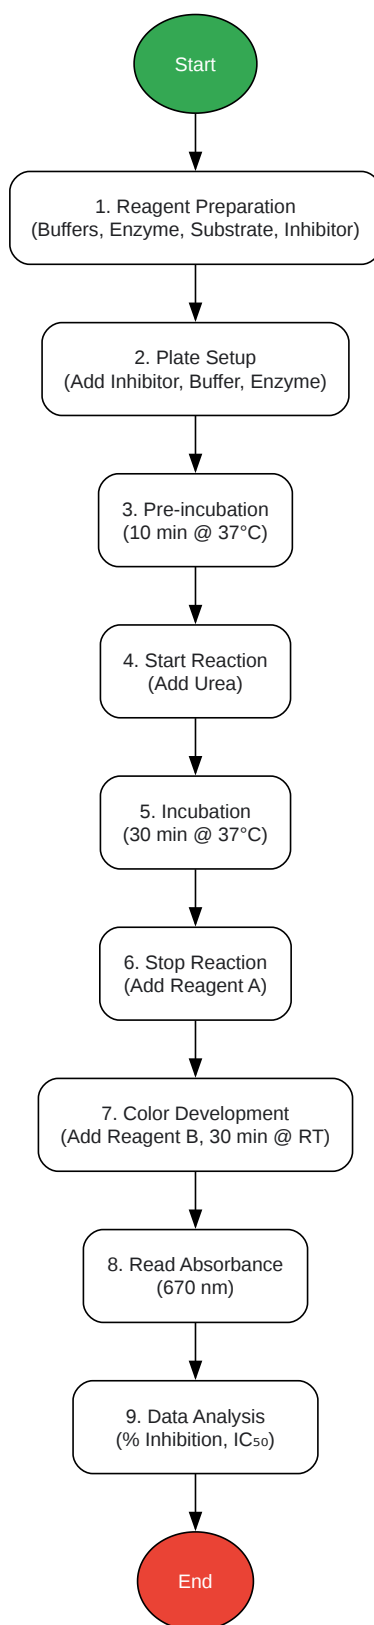 Start
1. Reagent Preparation
(Buffers, Enzyme, Substrate, Inhibitor)
2. Plate Setup
(Add Inhibitor, Buffer, Enzyme)
3. Pre-incubation
(10 min @ 37°C)
4. Start Reaction
(Add Urea)
5. Incubation
(30 min @ 37°C)
6. Stop Reaction
(Add Reagent A)
7. Color Development
(Add Reagent B, 30 min @ RT)
8. Read Absorbance
(670 nm)
9. Data Analysis
(% Inhibition, IC₅₀)
End